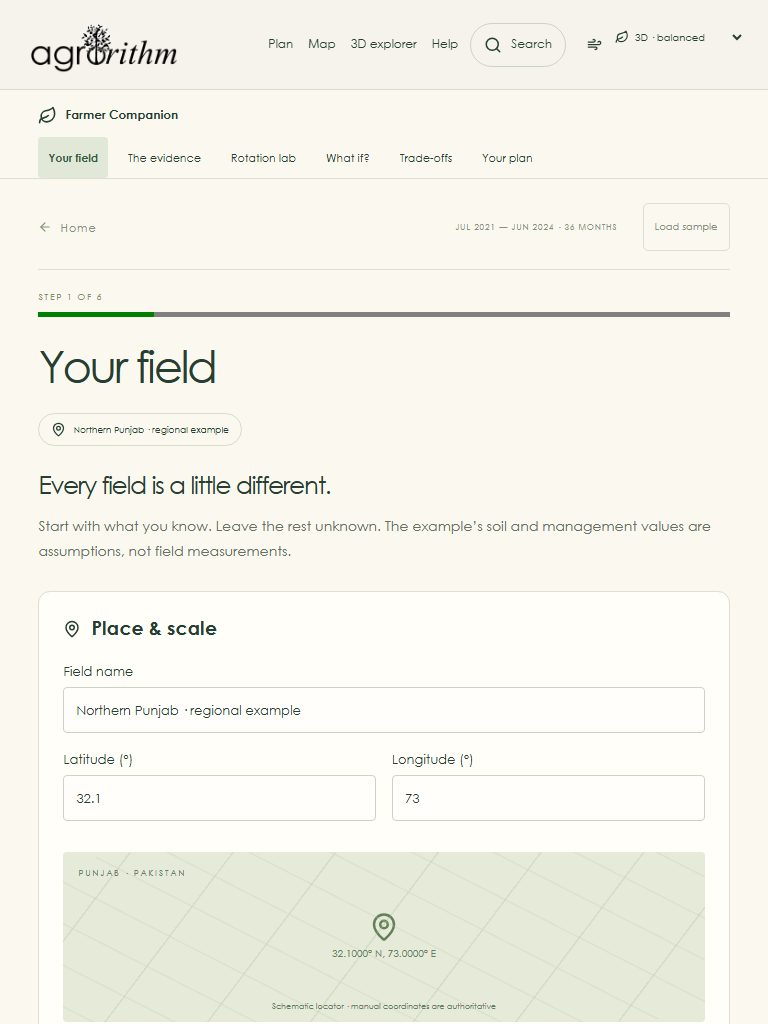 agrorithm
Plan Map 3D explorer Help Search 3D · balanced
Farmer Companion
Your field The evidence Rotation lab What if? Trade-offs Your plan
Home JUL 2021 — JUN 2024 · 36 MONTHS Load sample
STEP 1 OF 6
Your field
Northern Punjab · regional example
Every field is a little different.
Start with what you know. Leave the rest unknown. The example’s soil and management values are
assumptions, not field measurements.
Place & scale
Field name
Northern Punjab · regional example
Latitude (°) Longitude (°)
32.1 73
PUNJAB · PAKISTAN
32.1000° N, 73.0000° E
Schematic locator · manual coordinates are authoritative